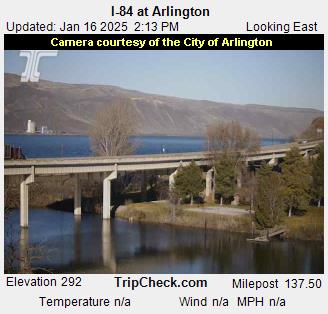 I-84 at Arlington
Updated: Jan 16 2025 2:13 PM Looking East
Camera courtesy of the City of Arlington
Elevation 292 TripCheck.com Milepost 137.50
Temperature n/a Wind n/a MPH n/a